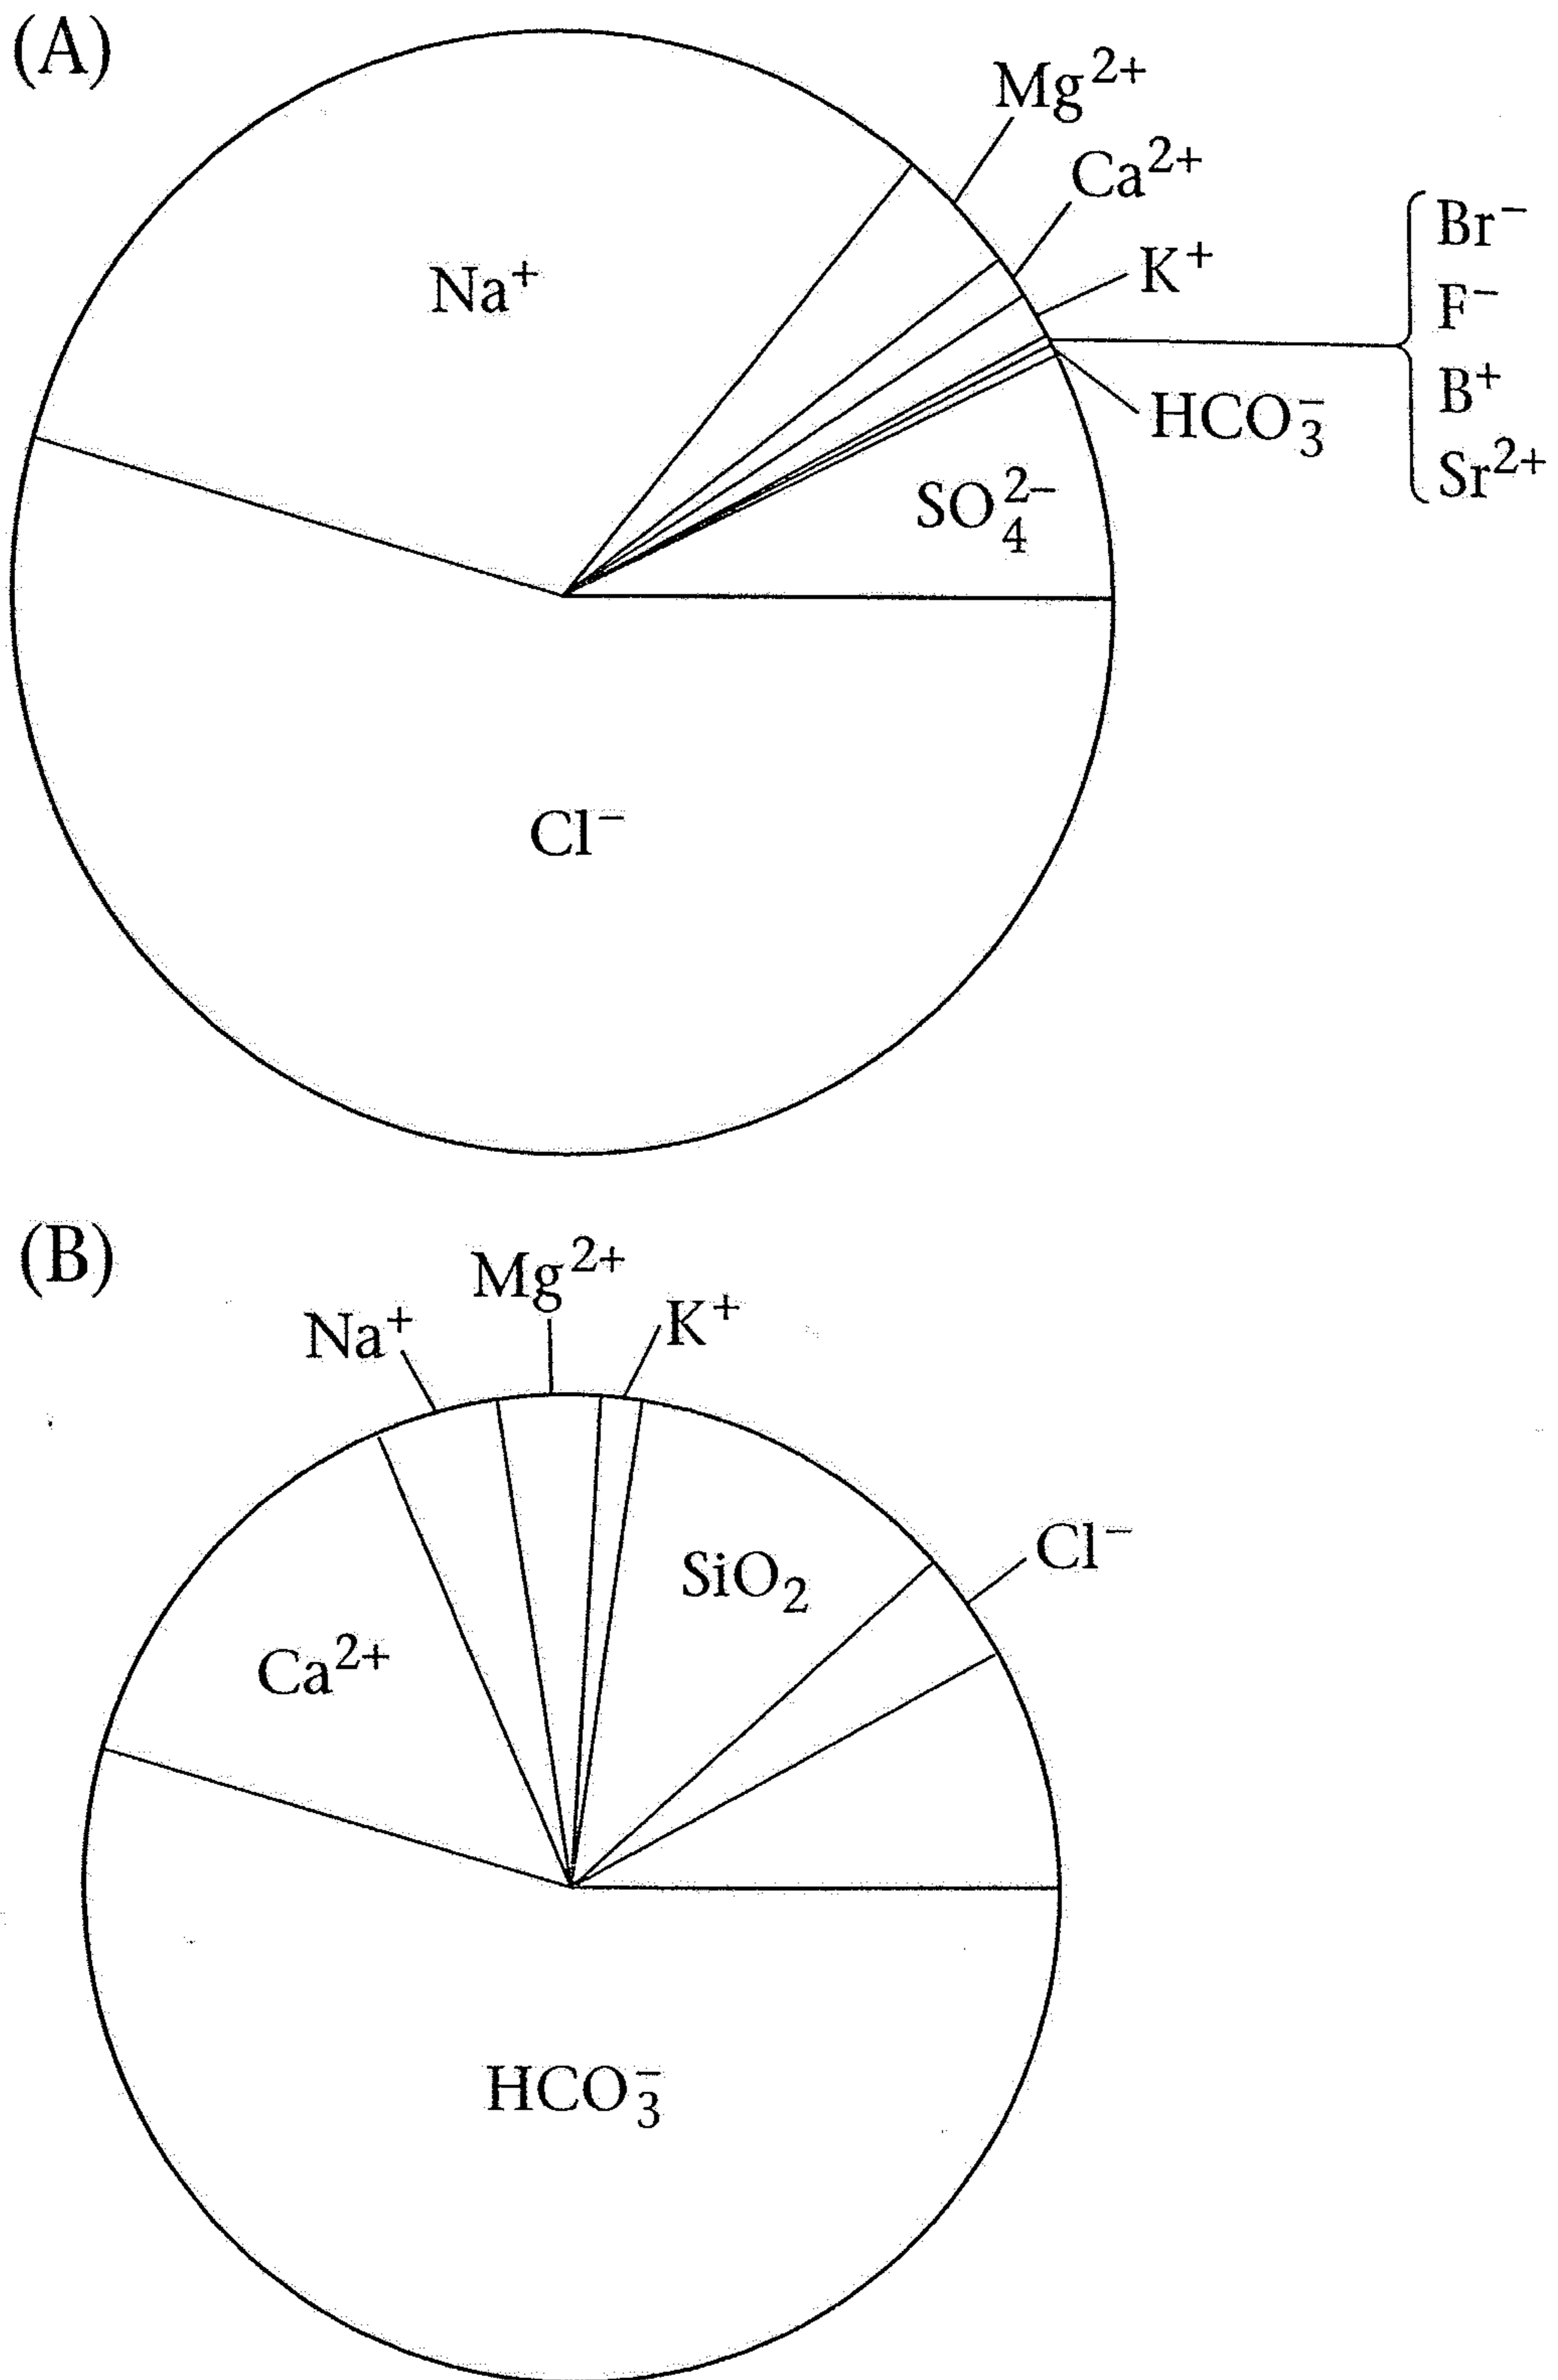 (A)
Mg²⁺
Ca²⁺
K⁺
Br⁻
F⁻
B⁺
Sr²⁺
HCO₃⁻
SO₄²⁻
Na⁺
Cl⁻
(B)
Mg²⁺
Na⁺
K⁺
Cl⁻
SiO₂
Ca²⁺
HCO₃⁻